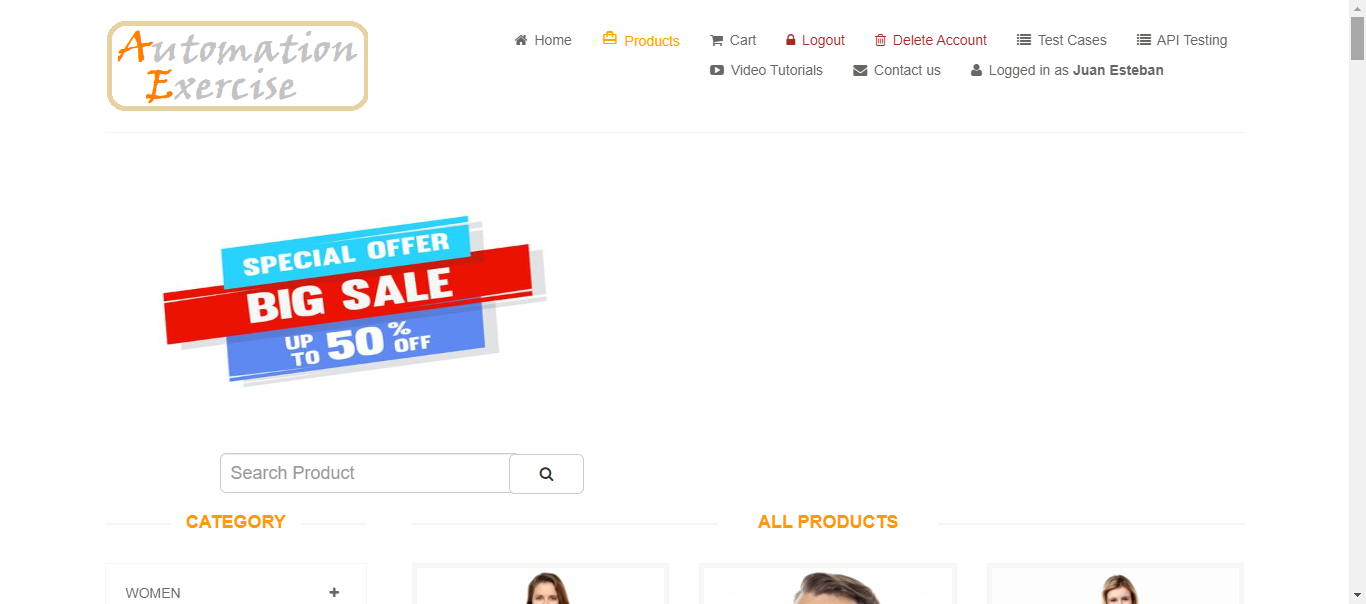 Automation
Exercise
Home Products Cart Logout Delete Account Test Cases API Testing
Video Tutorials Contact us Logged in as Juan Esteban
SPECIAL OFFER
BIG SALE
UP TO 50% OFF
Search Product
CATEGORY
ALL PRODUCTS
WOMEN